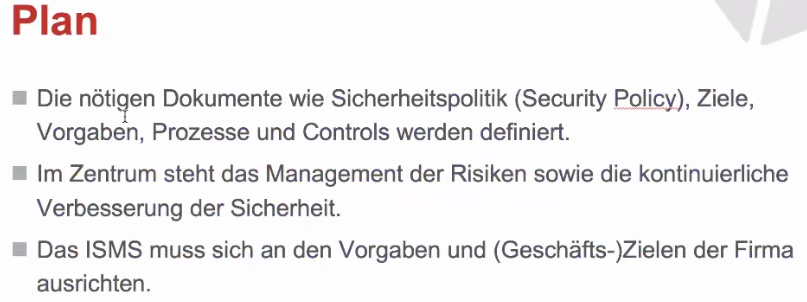 Plan
Die nötigen Dokumente wie Sicherheitspolitik (Security Policy), Ziele,
Vorgaben, Prozesse und Controls werden definiert.
Im Zentrum steht das Management der Risiken sowie die kontinuierliche
Verbesserung der Sicherheit.
Das ISMS muss sich an den Vorgaben und (Geschäfts-)Zielen der Firma
ausrichten.